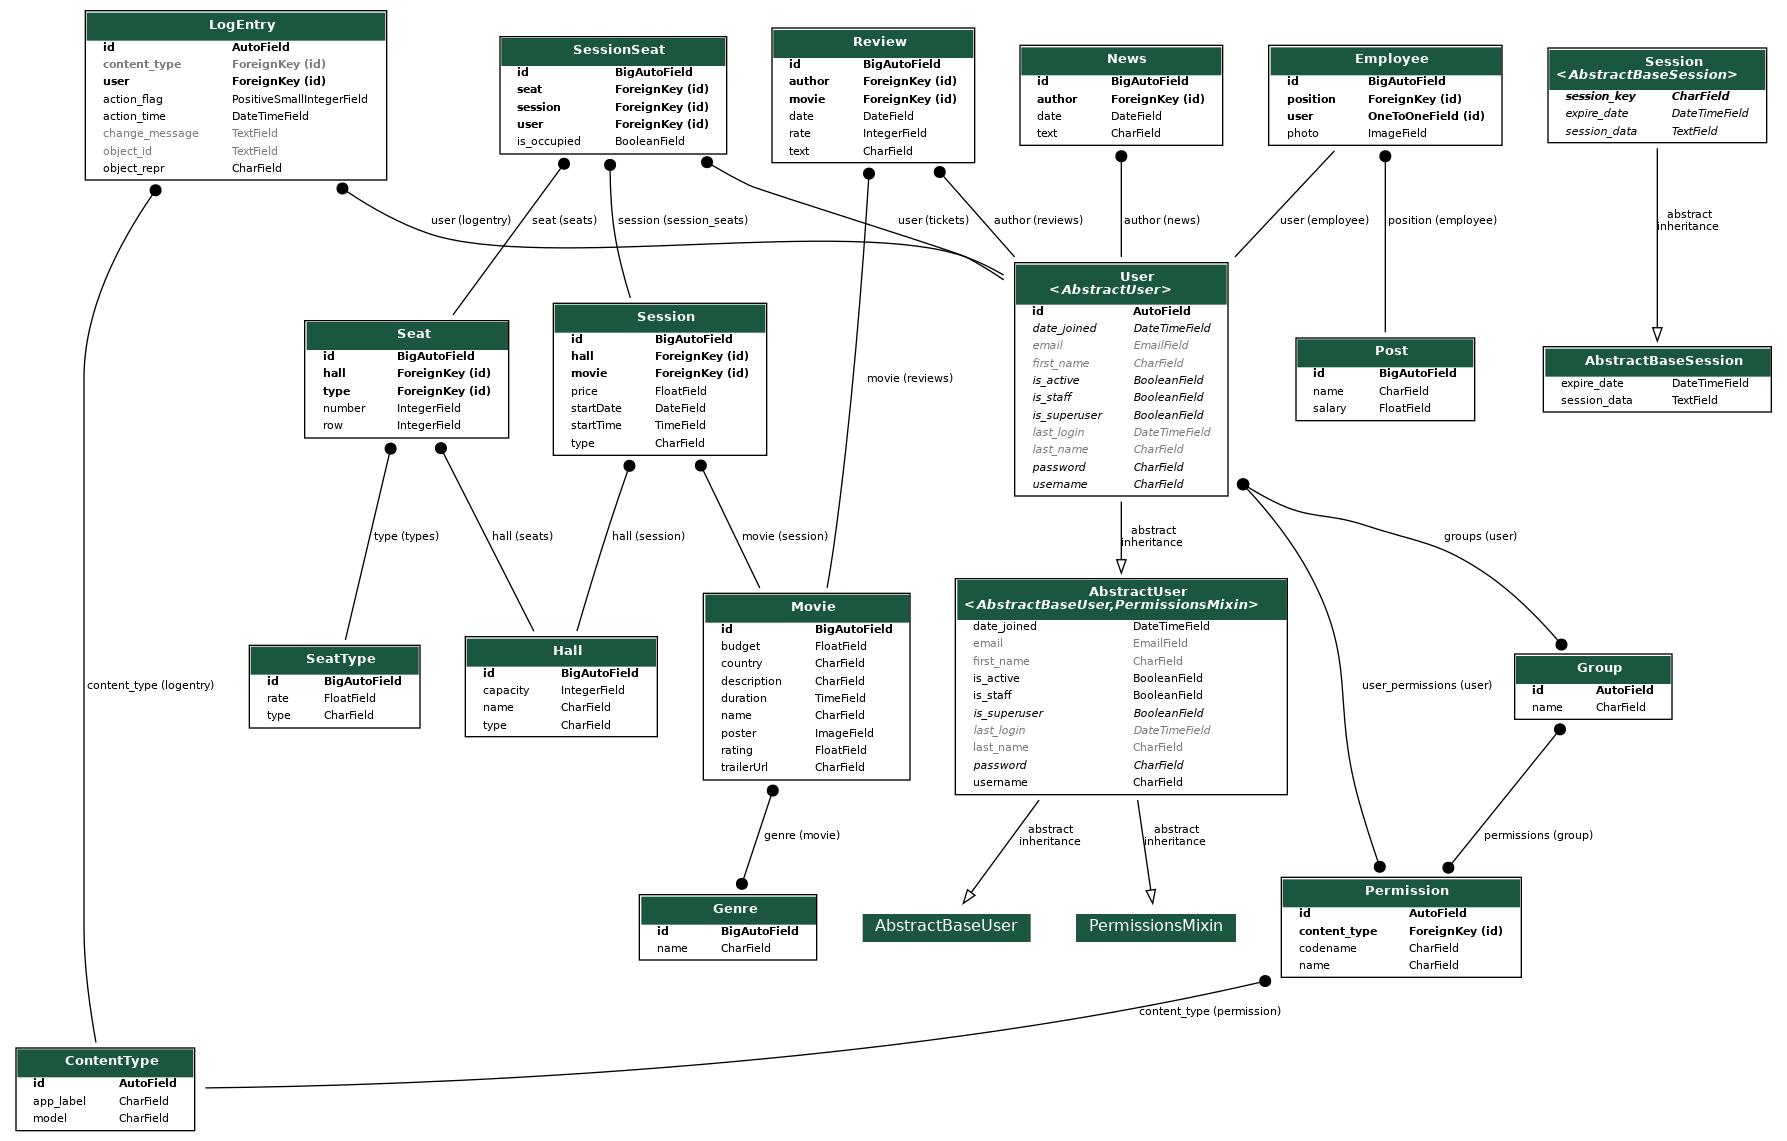 LogEntry
id AutoField
content_type ForeignKey (id)
user ForeignKey (id)
action_flag PositiveSmallIntegerField
action_time DateTimeField
change_message TextField
object_id TextField
object_repr CharField
SessionSeat
id BigAutoField
seat ForeignKey (id)
session ForeignKey (id)
user ForeignKey (id)
is_occupied BooleanField
Review
id BigAutoField
author ForeignKey (id)
movie ForeignKey (id)
date DateField
rate IntegerField
text CharField
News
id BigAutoField
author ForeignKey (id)
date DateField
text CharField
Employee
id BigAutoField
position ForeignKey (id)
user OneToOneField (id)
photo ImageField
Session
<AbstractBaseSession>
session_key CharField
expire_date DateTimeField
session_data TextField
user (logentry)
seat (seats)
session (session_seats)
user (tickets)
author (reviews)
author (news)
user (employee)
position (employee)
abstract
inheritance
Seat
id BigAutoField
hall ForeignKey (id)
type ForeignKey (id)
number IntegerField
row IntegerField
Session
id BigAutoField
hall ForeignKey (id)
movie ForeignKey (id)
price FloatField
startDate DateField
startTime TimeField
type CharField
movie (reviews)
User
<AbstractUser>
id AutoField
date_joined DateTimeField
email EmailField
first_name CharField
is_active BooleanField
is_staff BooleanField
is_superuser BooleanField
last_login DateTimeField
last_name CharField
password CharField
username CharField
Post
id BigAutoField
name CharField
salary FloatField
AbstractBaseSession
expire_date DateTimeField
session_data TextField
type (types)
hall (seats)
hall (session)
movie (session)
abstract
inheritance
groups (user)
content_type (logentry)
SeatType
id BigAutoField
rate FloatField
type CharField
Hall
id BigAutoField
capacity IntegerField
name CharField
type CharField
Movie
id BigAutoField
budget FloatField
country CharField
description CharField
duration TimeField
name CharField
poster ImageField
rating FloatField
trailerUrl CharField
AbstractUser
<AbstractBaseUser,PermissionsMixin>
date_joined DateTimeField
email EmailField
first_name CharField
is_active BooleanField
is_staff BooleanField
is_superuser BooleanField
last_login DateTimeField
last_name CharField
password CharField
username CharField
user_permissions (user)
Group
id AutoField
name CharField
genre (movie)
abstract
inheritance
abstract
inheritance
permissions (group)
Genre
id BigAutoField
name CharField
AbstractBaseUser
PermissionsMixin
Permission
id AutoField
content_type ForeignKey (id)
codename CharField
name CharField
content_type (permission)
ContentType
id AutoField
app_label CharField
model CharField